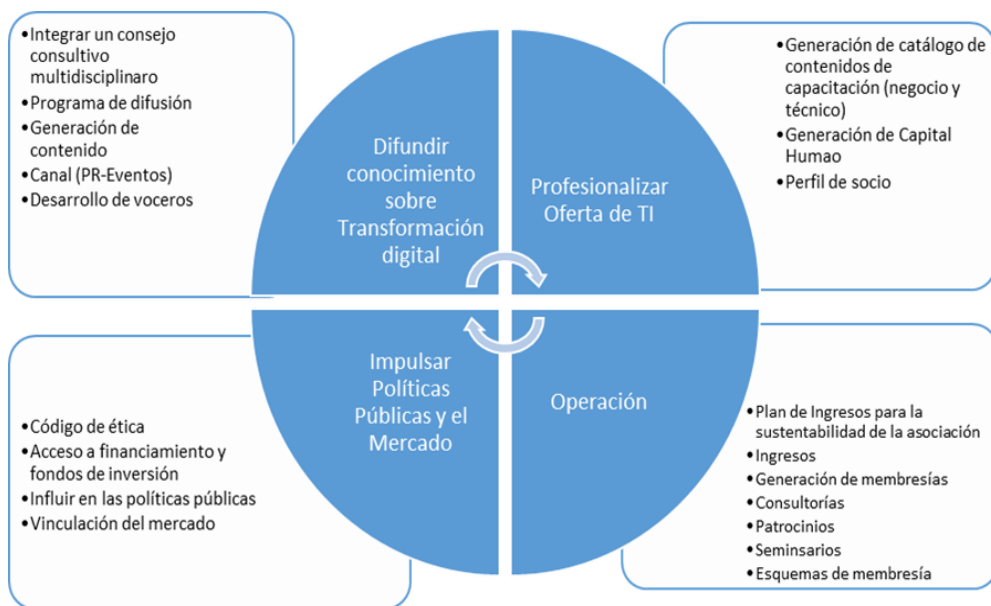 •Integrar un consejo
consultivo
multidisciplinaro
•Programa de difusión
•Generación de
contenido
•Canal (PR-Eventos)
•Desarrollo de voceros
Difundir
conocimiento
sobre
Transformación
digital
Profesionalizar
Oferta de TI
•Generación de catálogo de
contenidos de
capacitación (negocio y
técnico)
•Generación de Capital
Humao
•Perfil de socio
•Código de ética
•Acceso a financiamiento y
fondos de inversión
•Influir en las políticas públicas
•Vinculación del mercado
Impulsar
Políticas
Públicas y el
Mercado
Operación
•Plan de Ingresos para la
sustentabilidad de la asociación
•Ingresos
•Generación de membresías
•Consultorías
•Patrocinios
•Seminsarios
•Esquemas de membresía